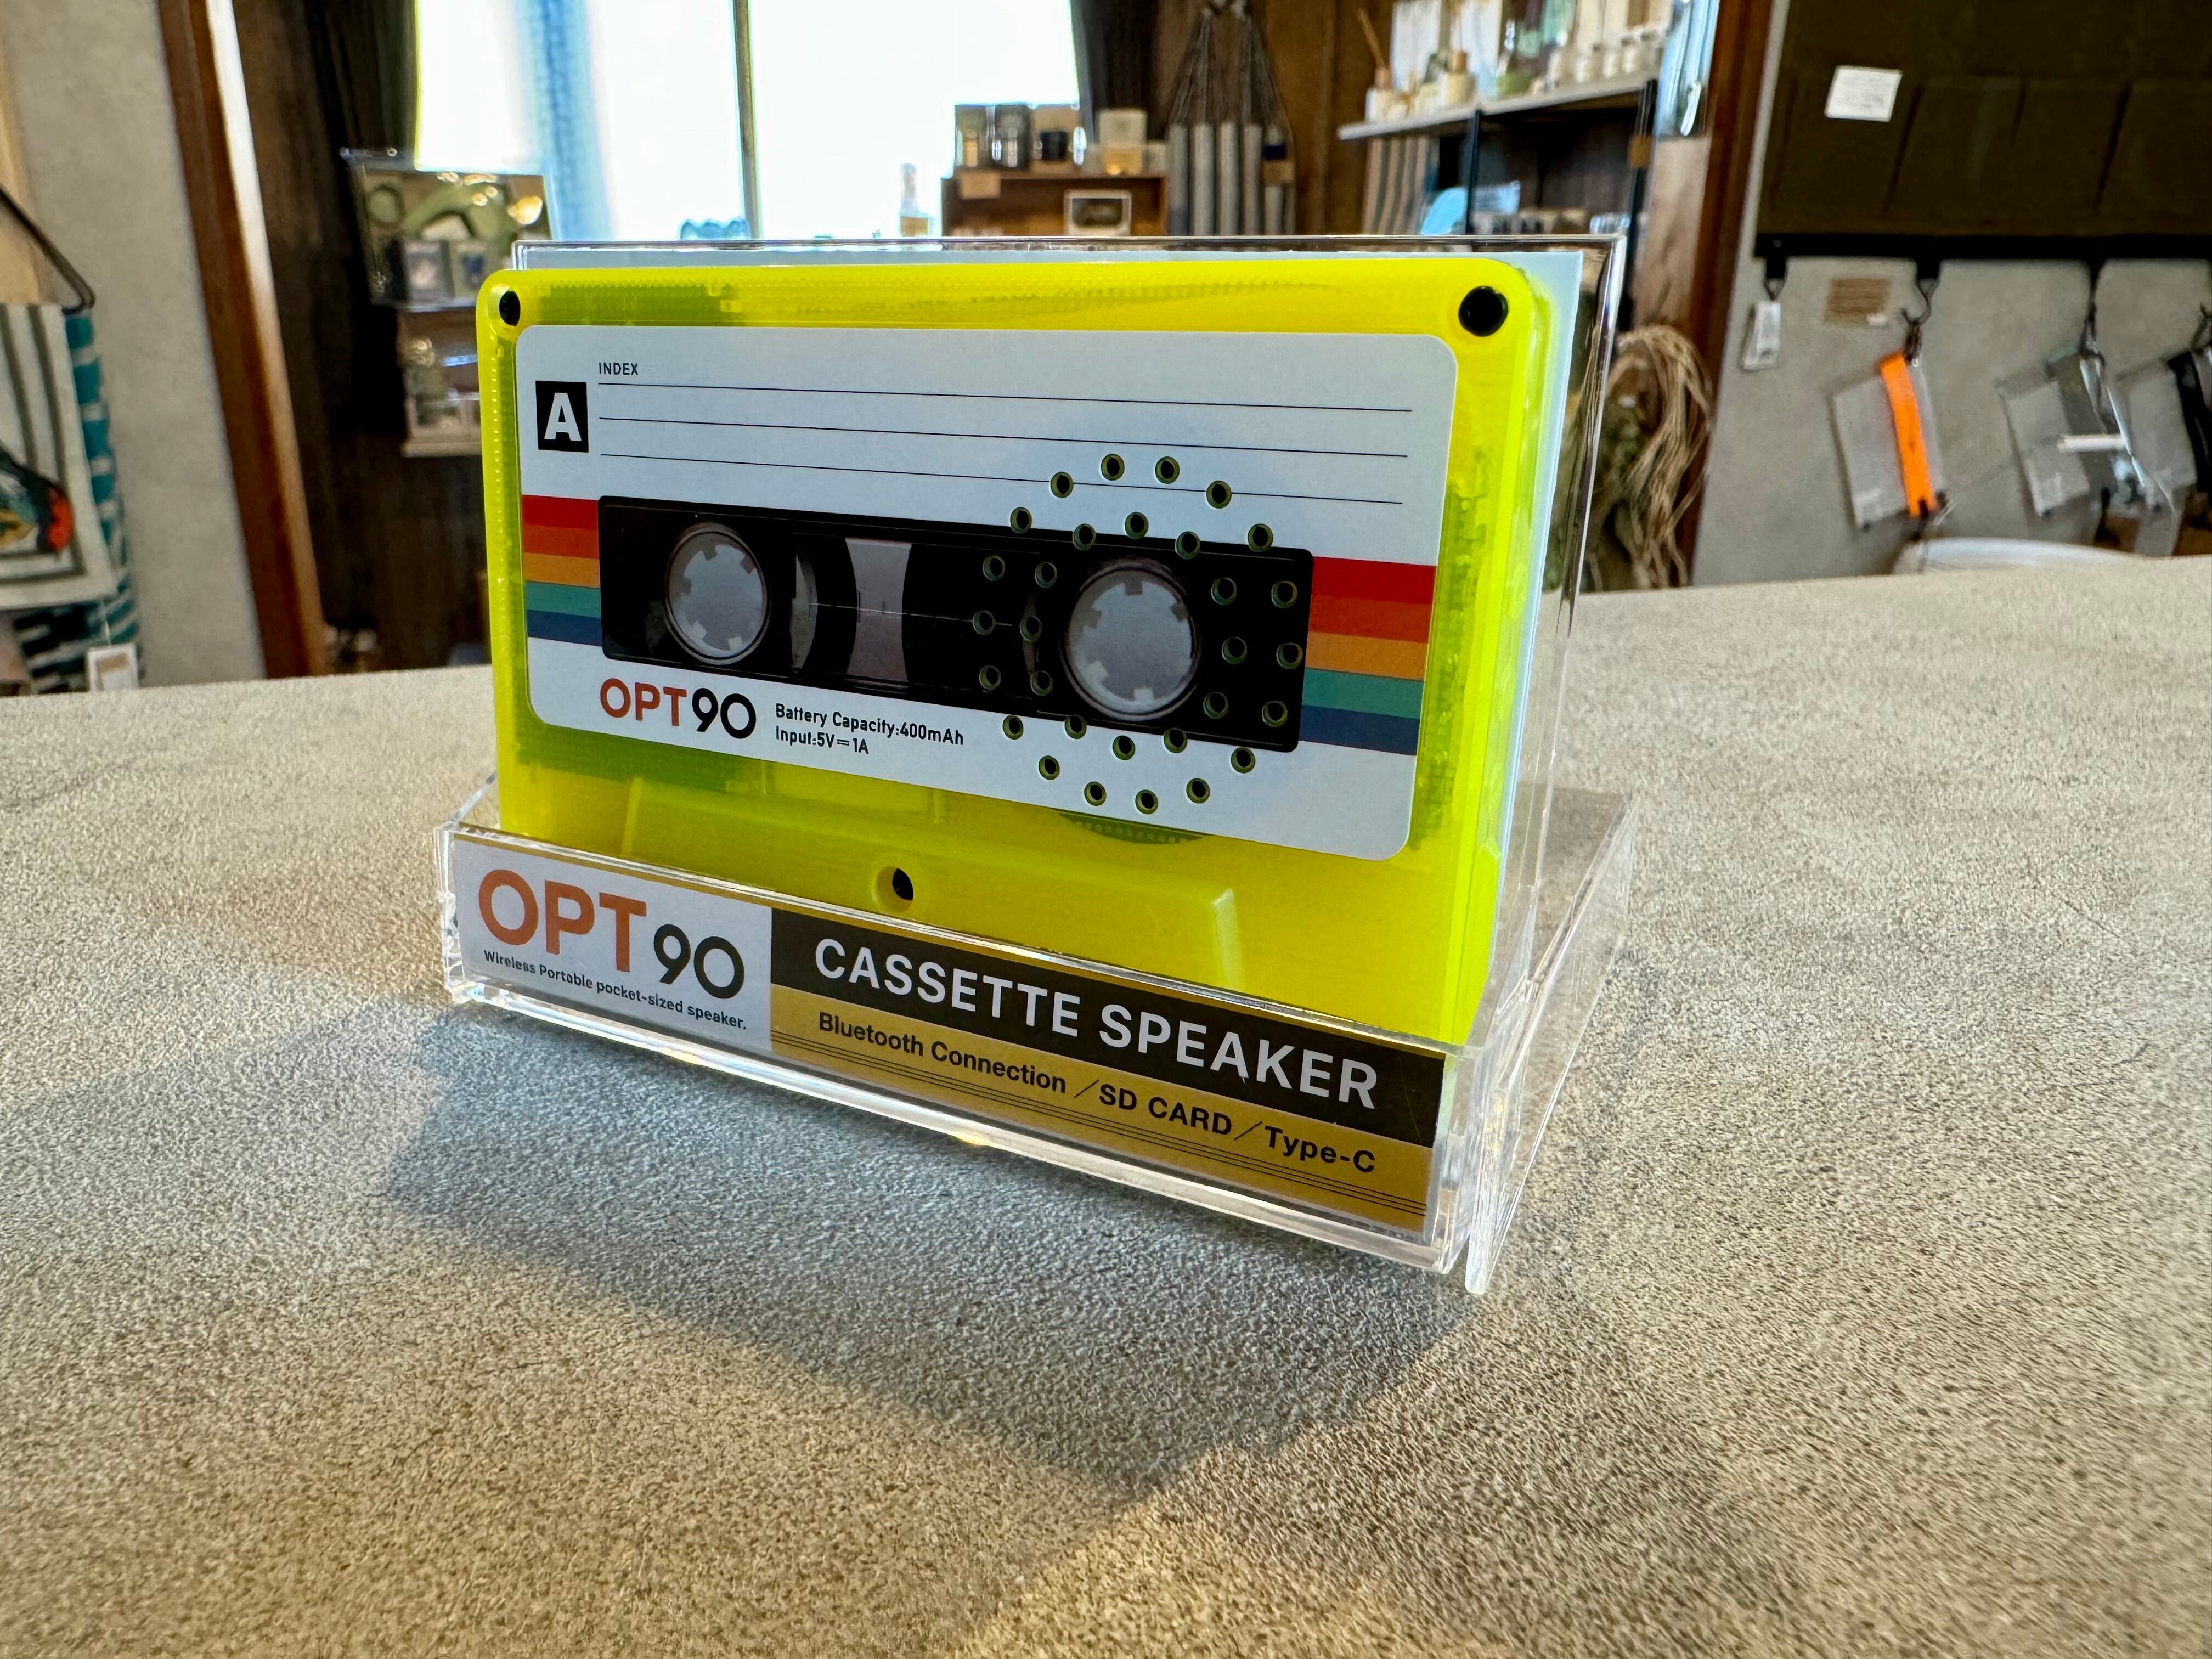 INDEX
A
OPT90
Battery Capacity:400mAh
Input:5V⎓1A
OPT90
Wireless Portable pocket-sized speaker.
CASSETTE SPEAKER
Bluetooth Connection／SD CARD／Type-C